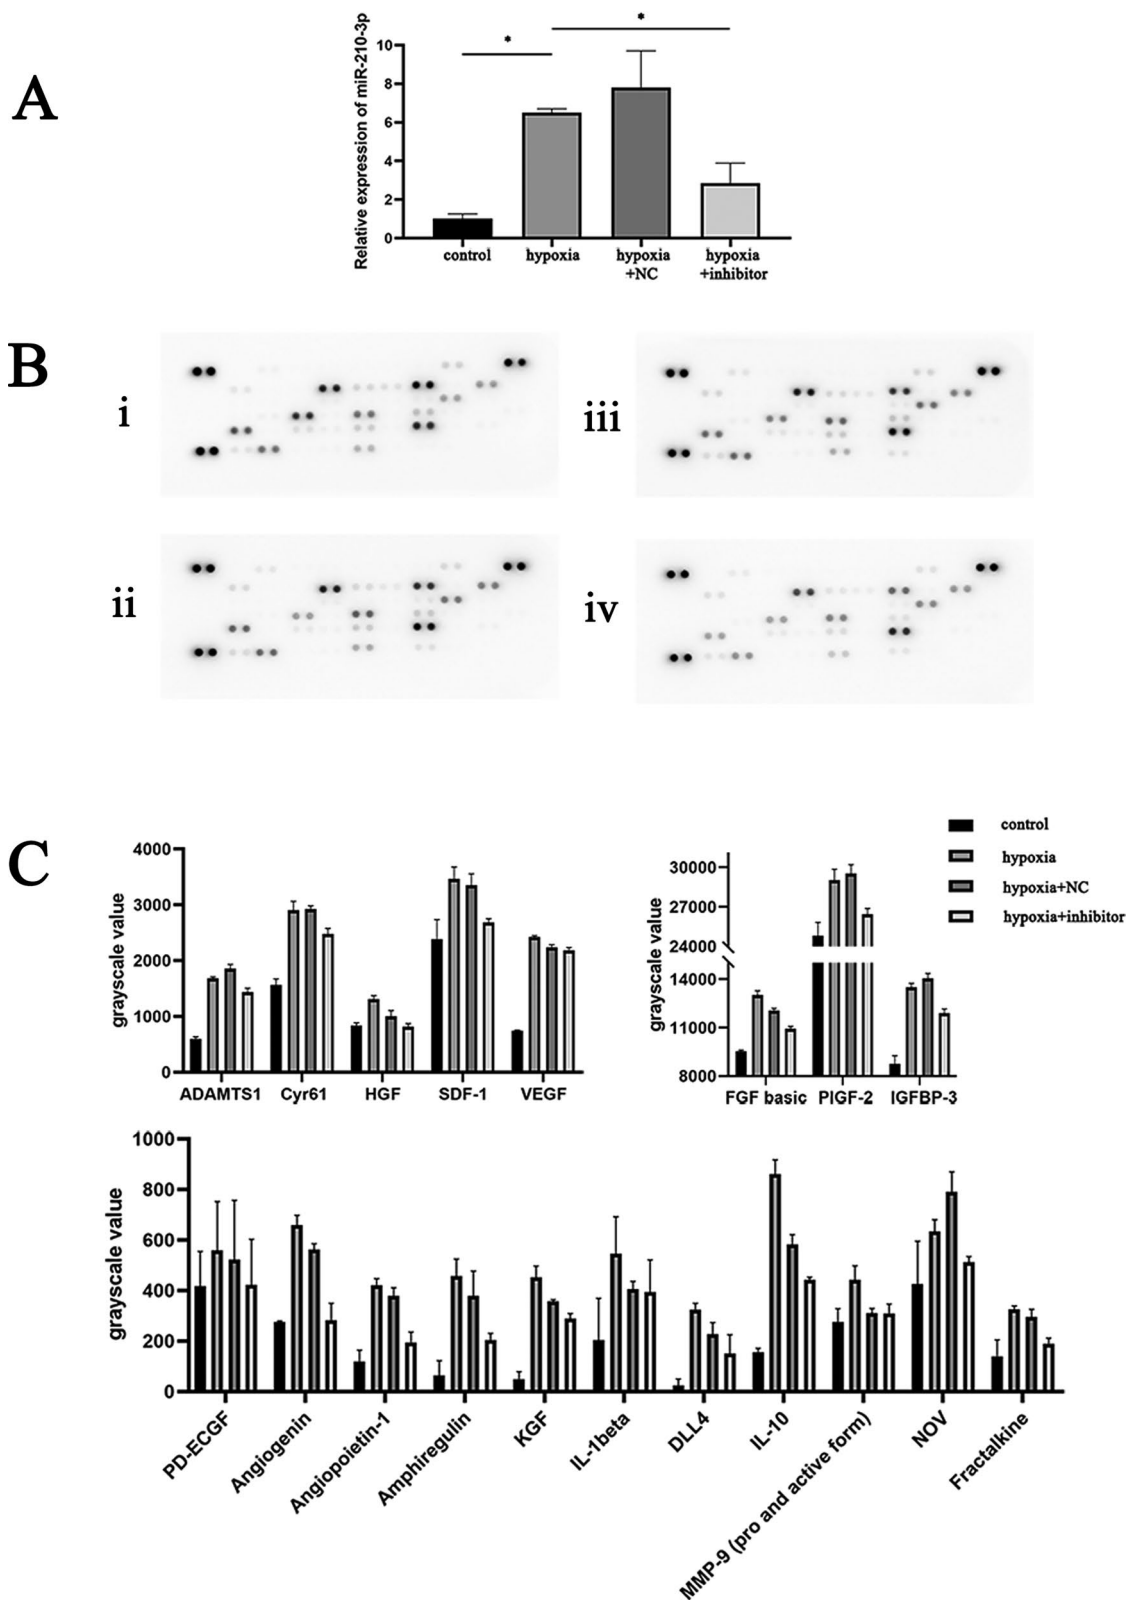 A
Relative expression of miR-210-3p
10
8
6
4
2
0
*
*
control
hypoxia
hypoxia
+NC
hypoxia
+inhibitor
B
i
ii
iii
iv
C
grayscale value
4000
3000
2000
1000
0
ADAMTS1
Cyr61
HGF
SDF-1
VEGF
grayscale value
30000
27000
24000
14000
11000
8000
FGF basic
PIGF-2
IGFBP-3
control
hypoxia
hypoxia+NC
hypoxia+inhibitor
grayscale value
1000
800
600
400
200
0
PD-ECGF
Angiogenin
Angiopoietin-1
Amphiregulin
KGF
IL-1beta
DLL4
IL-10
MMP-9 (pro and active form)
NOV
Fractalkine